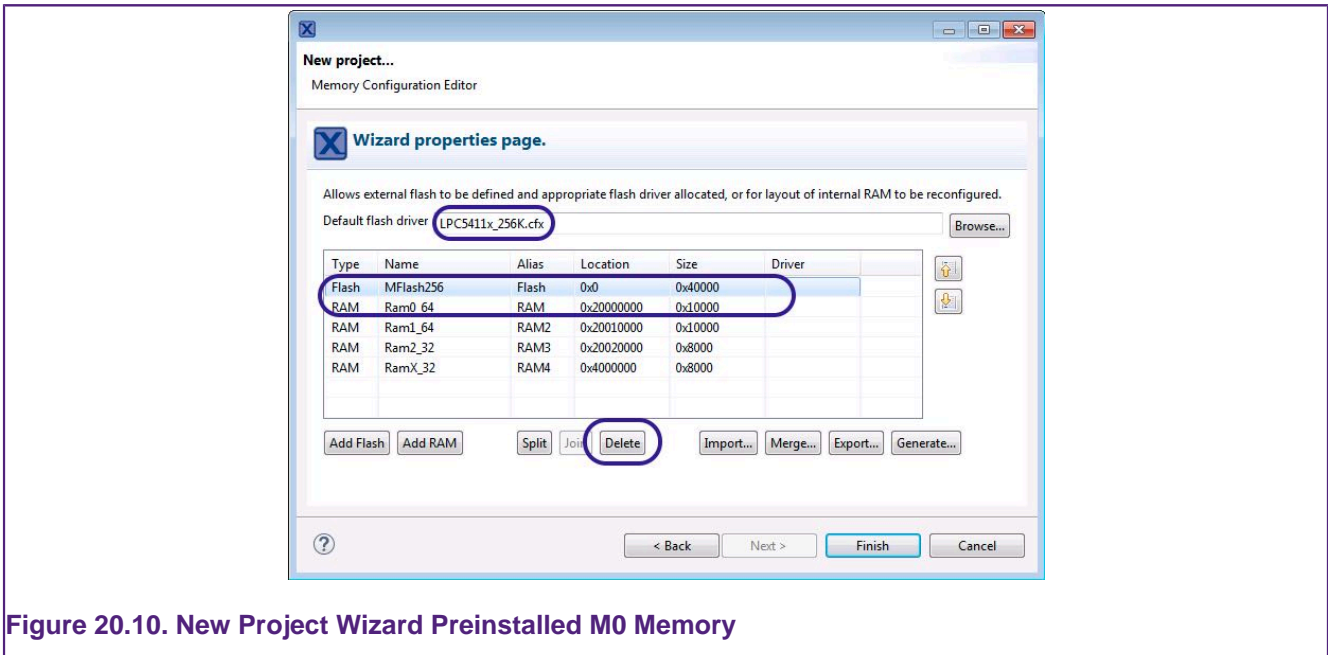 New project...
Memory Configuration Editor
Wizard properties page.
Allows external flash to be defined and appropriate flash driver allocated, or for layout of internal RAM to be reconfigured.
Default flash driver LPC5411x_256K.cfx Browse...
Type Name Alias Location Size Driver
Flash MFlash256 Flash 0x0 0x40000
RAM Ram0_64 RAM 0x20000000 0x10000
RAM Ram1_64 RAM2 0x20010000 0x10000
RAM Ram2_32 RAM3 0x20020000 0x8000
RAM RamX_32 RAM4 0x4000000 0x8000
Add Flash Add RAM Split Join Delete Import... Merge... Export... Generate...
? < Back Next > Finish Cancel
Figure 20.10. New Project Wizard Preinstalled M0 Memory